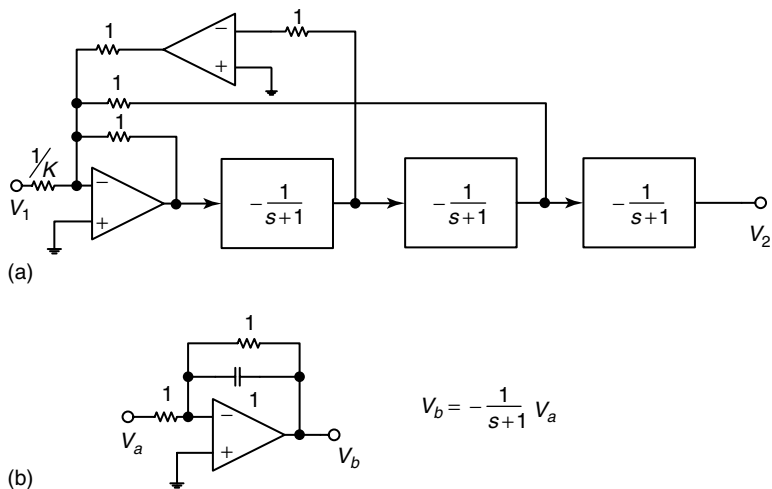 1
−
1
+
1
1
1/K
−
+
V1
−1/(s+1)
−1/(s+1)
−1/(s+1)
V2
(a)
1
1
1
−
+
Va
Vb
Vb = −1/(s+1) Va
(b)